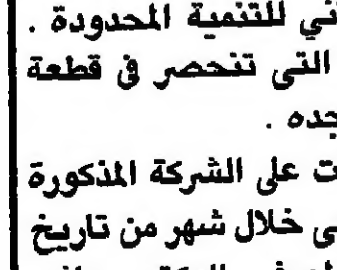 ني للتنمية المحدودة .
التى تنحصر فى قطعة
جده .
ت على الشركة المذكورة
ى خلال شهر من تاريخ